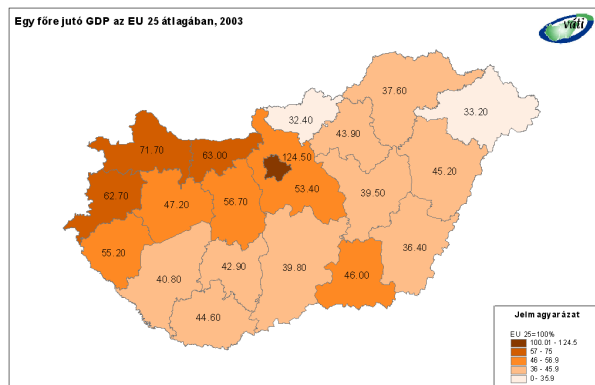 Egy főre jutó GDP az EU 25 átlagában, 2003
váti
37.60
32.40
33.20
43.90
71.70
63.00
124.50
45.20
62.70
47.20
56.70
53.40
39.50
55.20
36.40
40.80
42.90
39.80
46.00
44.60
Jelmagyarázat
EU 25=100%
100.01 - 124.5
57 - 75
46 - 56.9
36 - 45.9
0 - 35.9